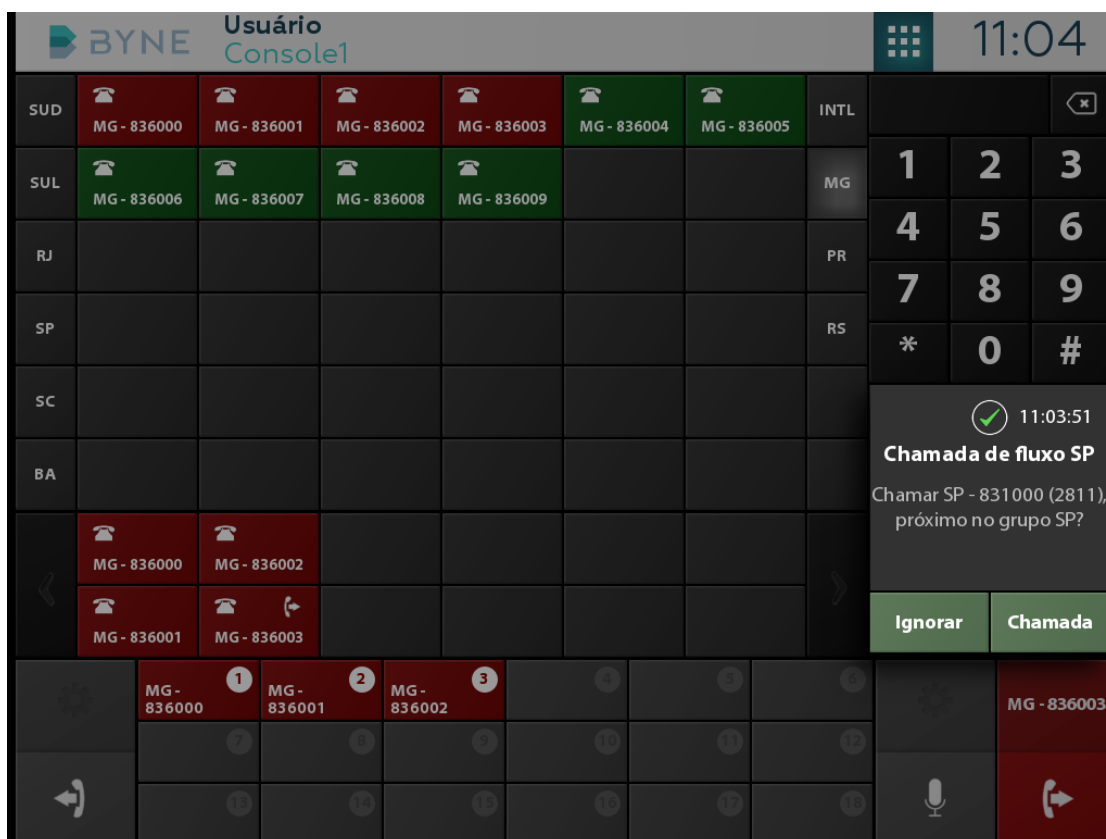 BYNE
Usuário
Console1
11:04
SUD
MG - 836000
MG - 836001
MG - 836002
MG - 836003
MG - 836004
MG - 836005
INTL
SUL
MG - 836006
MG - 836007
MG - 836008
MG - 836009
MG
RJ
PR
SP
RS
SC
BA
1
2
3
4
5
6
7
8
9
*
0
#
11:03:51
Chamada de fluxo SP
Chamar SP - 831000 (2811),
próximo no grupo SP?
Ignorar
Chamada
MG - 836000
MG - 836002
MG - 836001
MG - 836003
MG -
836000
1
MG -
836001
2
MG -
836002
3
4
5
6
MG - 836003
7
8
9
10
11
12
13
14
15
16
17
18